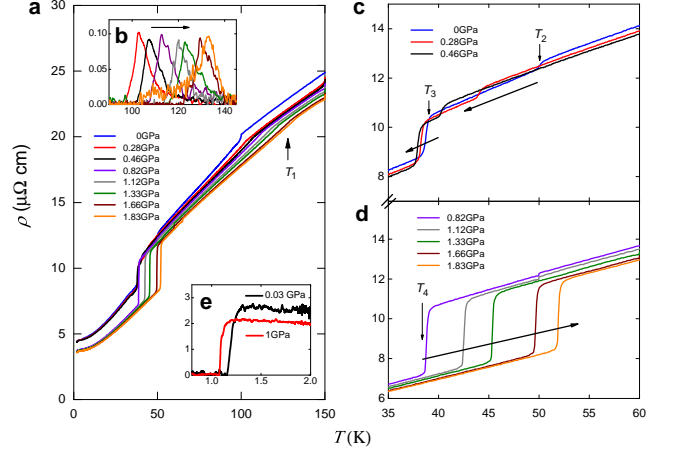 a
ρ (μΩ cm)
30
25
20
15
10
5
0
0
50
100
150
0GPa
0.28GPa
0.46GPa
0.82GPa
1.12GPa
1.33GPa
1.66GPa
1.83GPa
T1
b
0.10
0.05
0.00
100
120
140
e
3
2
1
0
0.03 GPa
1GPa
1.0
1.5
2.0
c
14
12
10
8
0GPa
0.28GPa
0.46GPa
T2
T3
d
14
12
10
8
6
0.82GPa
1.12GPa
1.33GPa
1.66GPa
1.83GPa
T4
35
40
45
50
55
60
T (K)